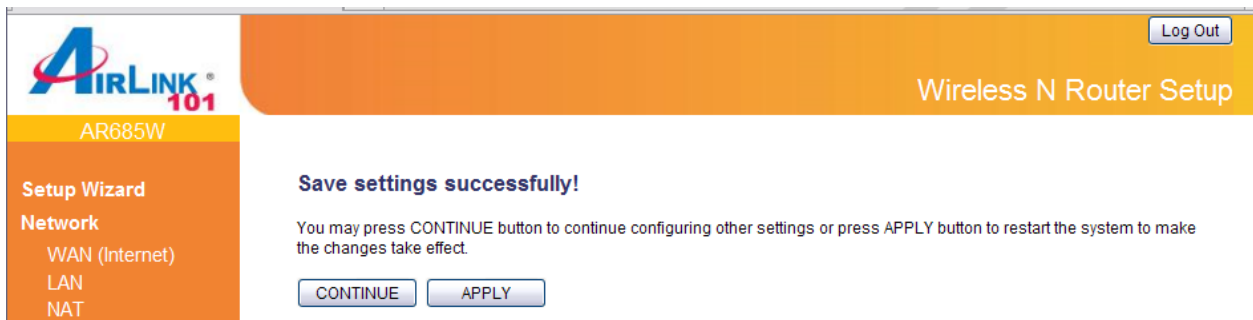 Log Out
AIRLINK®
101
Wireless N Router Setup
AR685W
Setup Wizard
Network
WAN (Internet)
LAN
NAT
Save settings successfully!
You may press CONTINUE button to continue configuring other settings or press APPLY button to restart the system to make
the changes take effect.
CONTINUE APPLY